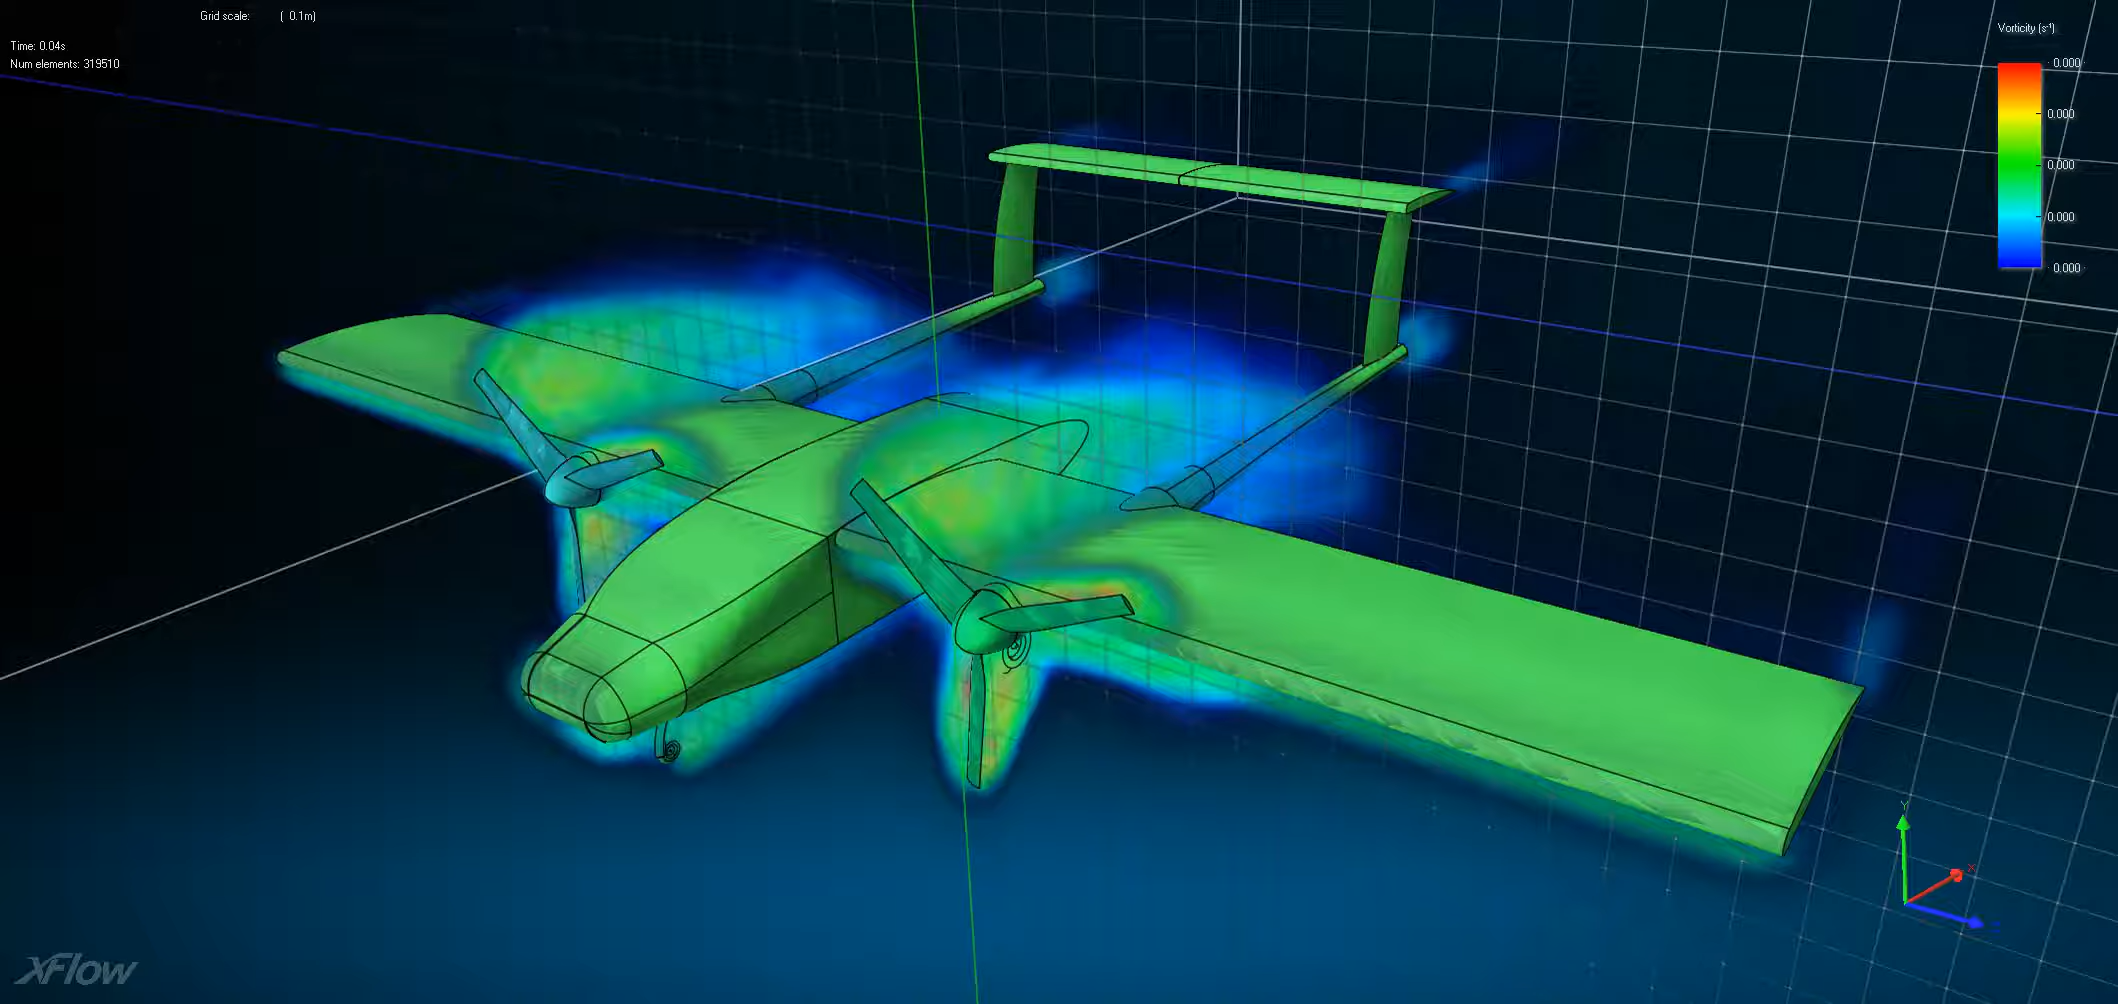 Grid scale: ( 0.1m)
Time: 0.04s
Num elements: 319510
Vorticity (s⁻¹)
0.000
0.000
0.000
0.000
0.000
Y
X
XFlow